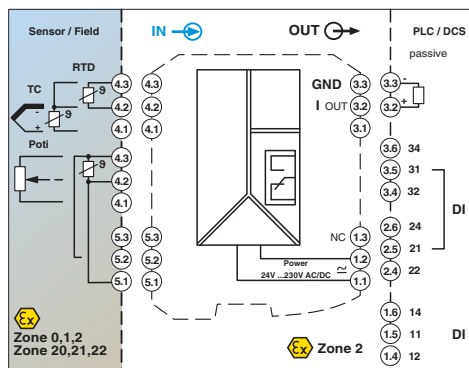 Sensor / Field
IN
OUT
PLC / DCS
passive
RTD
TC
-
+
ϑ
ϑ
4.3
4.2
4.1
4.3
4.2
4.1
GND
I OUT
3.3
3.2
3.1
3.3 -
3.2 +
Poti
ϑ
4.3
4.2
4.1
3.6 34
3.5 31
3.4 32
DI
5.3
5.2
5.1
5.3
5.2
5.1
NC
1.3
1.2
1.1
Power
24V ...230V AC/DC
2.6 24
2.5 21
2.4 22
εx
Zone 0,1,2
Zone 20,21,22
εx Zone 2
1.6 14
1.5 11
1.4 12
DI